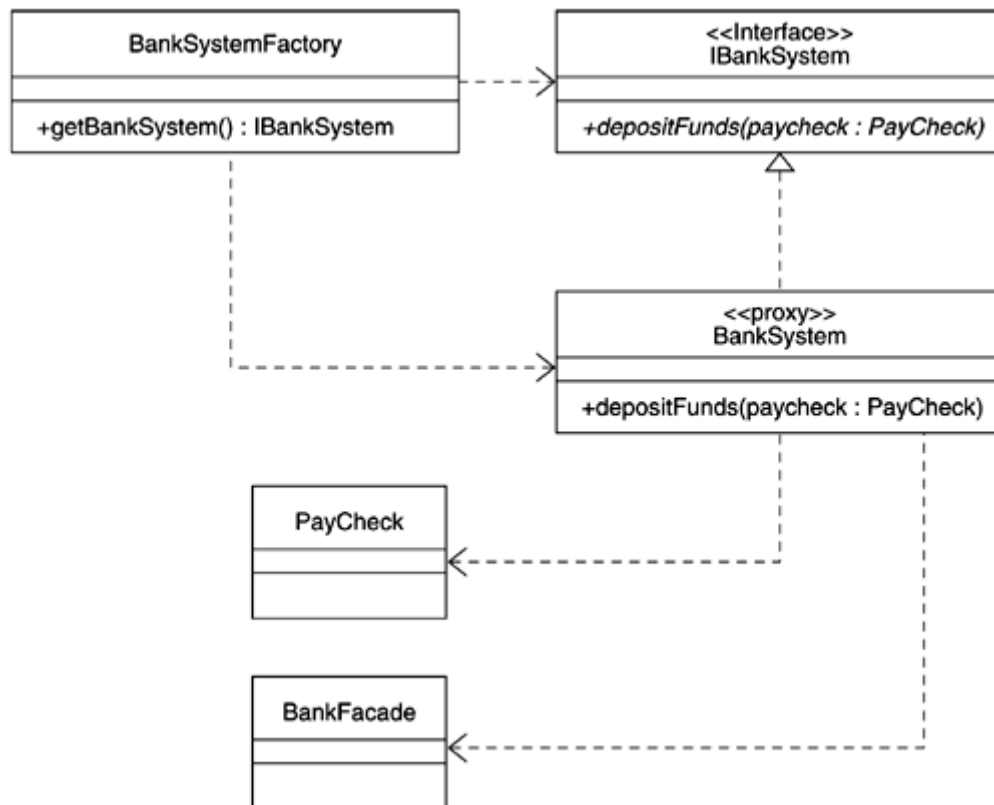 BankSystemFactory
+getBankSystem() : IBankSystem
<<Interface>>
IBankSystem
+depositFunds(paycheck : PayCheck)
<<proxy>>
BankSystem
+depositFunds(paycheck : PayCheck)
PayCheck
BankFacade